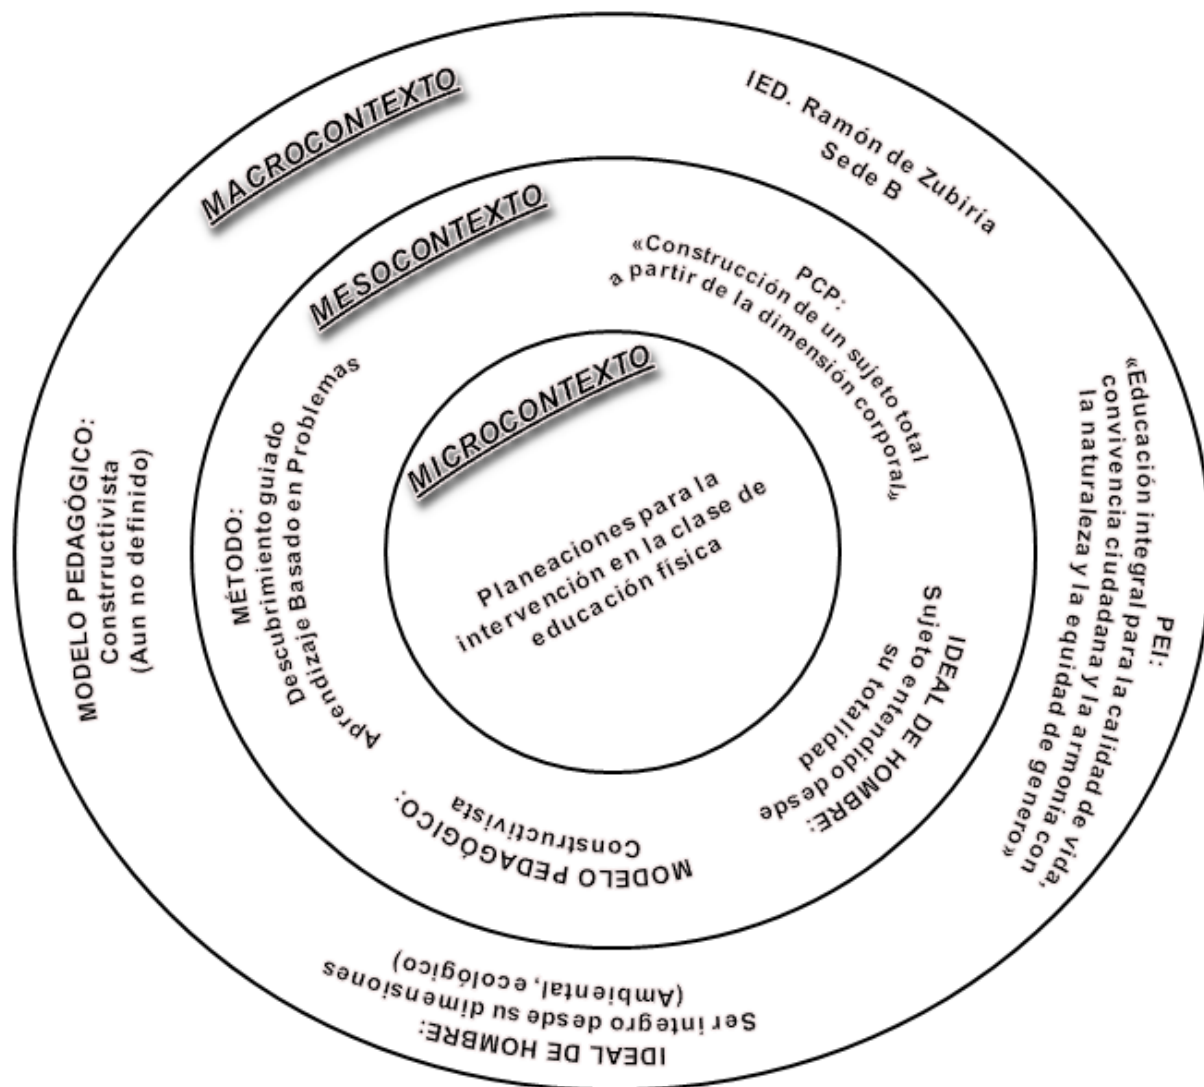 MACROCONTEXTO
IED. Ramón de Zubiría
Sede B
PEI:
«Educación integral para la calidad de vida,
convivencia ciudadana y la armonia con
la naturaleza y la equidad de genero»
IDEAL DE HOMBRE:
Ser integro desde su dimensiones
(Ambiental, ecológico)
MODELO PEDAGÓGICO:
Construrctivista
(Aun no definido)
MESOCONTEXTO
PCP:
«Construcción de un sujeto total
a partir de la dimensión corporal»
IDEAL DE HOMBRE:
Sujeto entendido desde
su totalidad
MODELO PEDAGÓGICO:
Constructivista
MÉTODO:
Descubrimiento guiado
Aprendizaje Basado en Problemas
MICROCONTEXTO
Planeaciones para la
intervención en la clase de
educación física